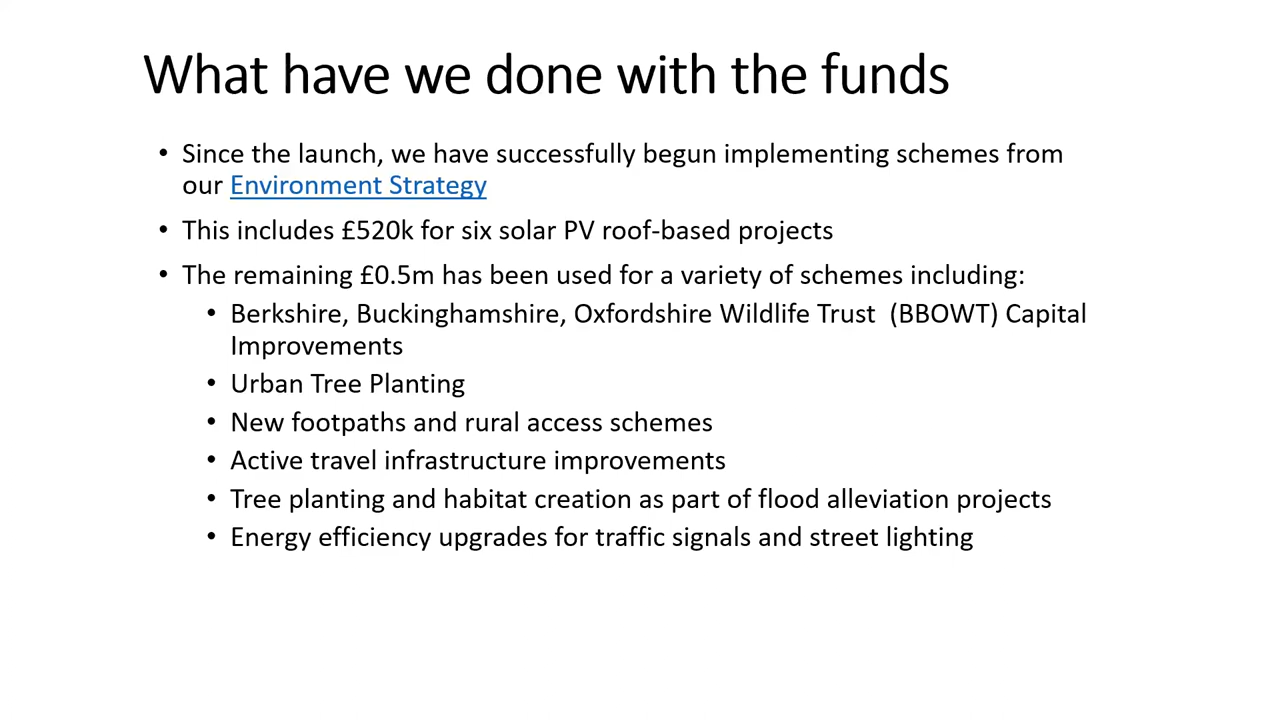 What have we done with the funds
• Since the launch, we have successfully begun implementing schemes from
our Environment Strategy
• This includes £520k for six solar PV roof-based projects
• The remaining £0.5m has been used for a variety of schemes including:
• Berkshire, Buckinghamshire, Oxfordshire Wildlife Trust  (BBOWT) Capital
Improvements
• Urban Tree Planting
• New footpaths and rural access schemes
• Active travel infrastructure improvements
• Tree planting and habitat creation as part of flood alleviation projects
• Energy efficiency upgrades for traffic signals and street lighting